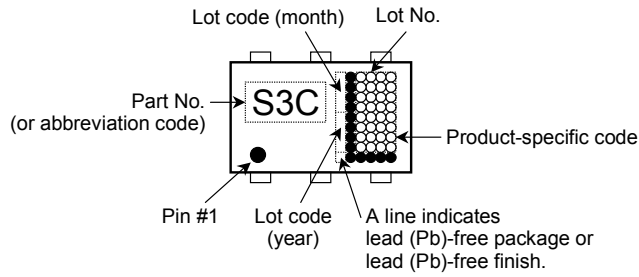 Lot code (month)
Lot No.
Part No.
(or abbreviation code)
S3C
Product-specific code
Pin #1
Lot code
(year)
A line indicates
lead (Pb)-free package or
lead (Pb)-free finish.